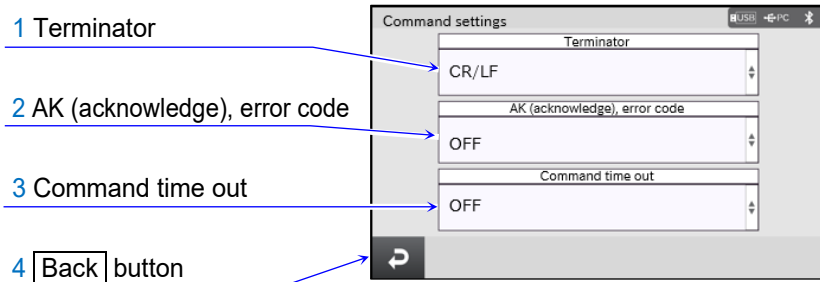 1 Terminator
2 AK (acknowledge), error code
3 Command time out
4 Back button
Command settings
USB PC
Terminator
CR/LF
AK (acknowledge), error code
OFF
Command time out
OFF